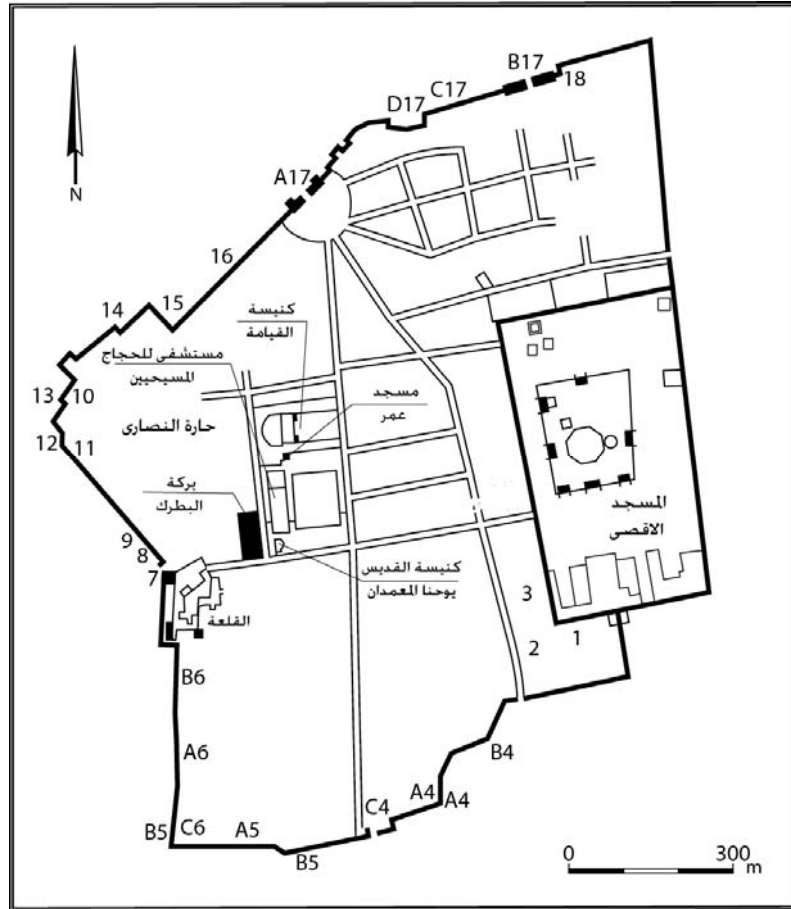 B17
18
C17
D17
A17
N
16
14
15
كنيسة
القيامة
مستشفى للحجاج
المسيحيين
مسجد
عمر
13
10
حارة النصارى
12
11
بركة
البطرك
المسجد
الاقصى
9
8
7
كنيسة القديس
يوحنا المعمدان
القلعة
3
1
2
B6
B4
A6
A4
A4
C4
B5
C6
A5
B5
0
300
m